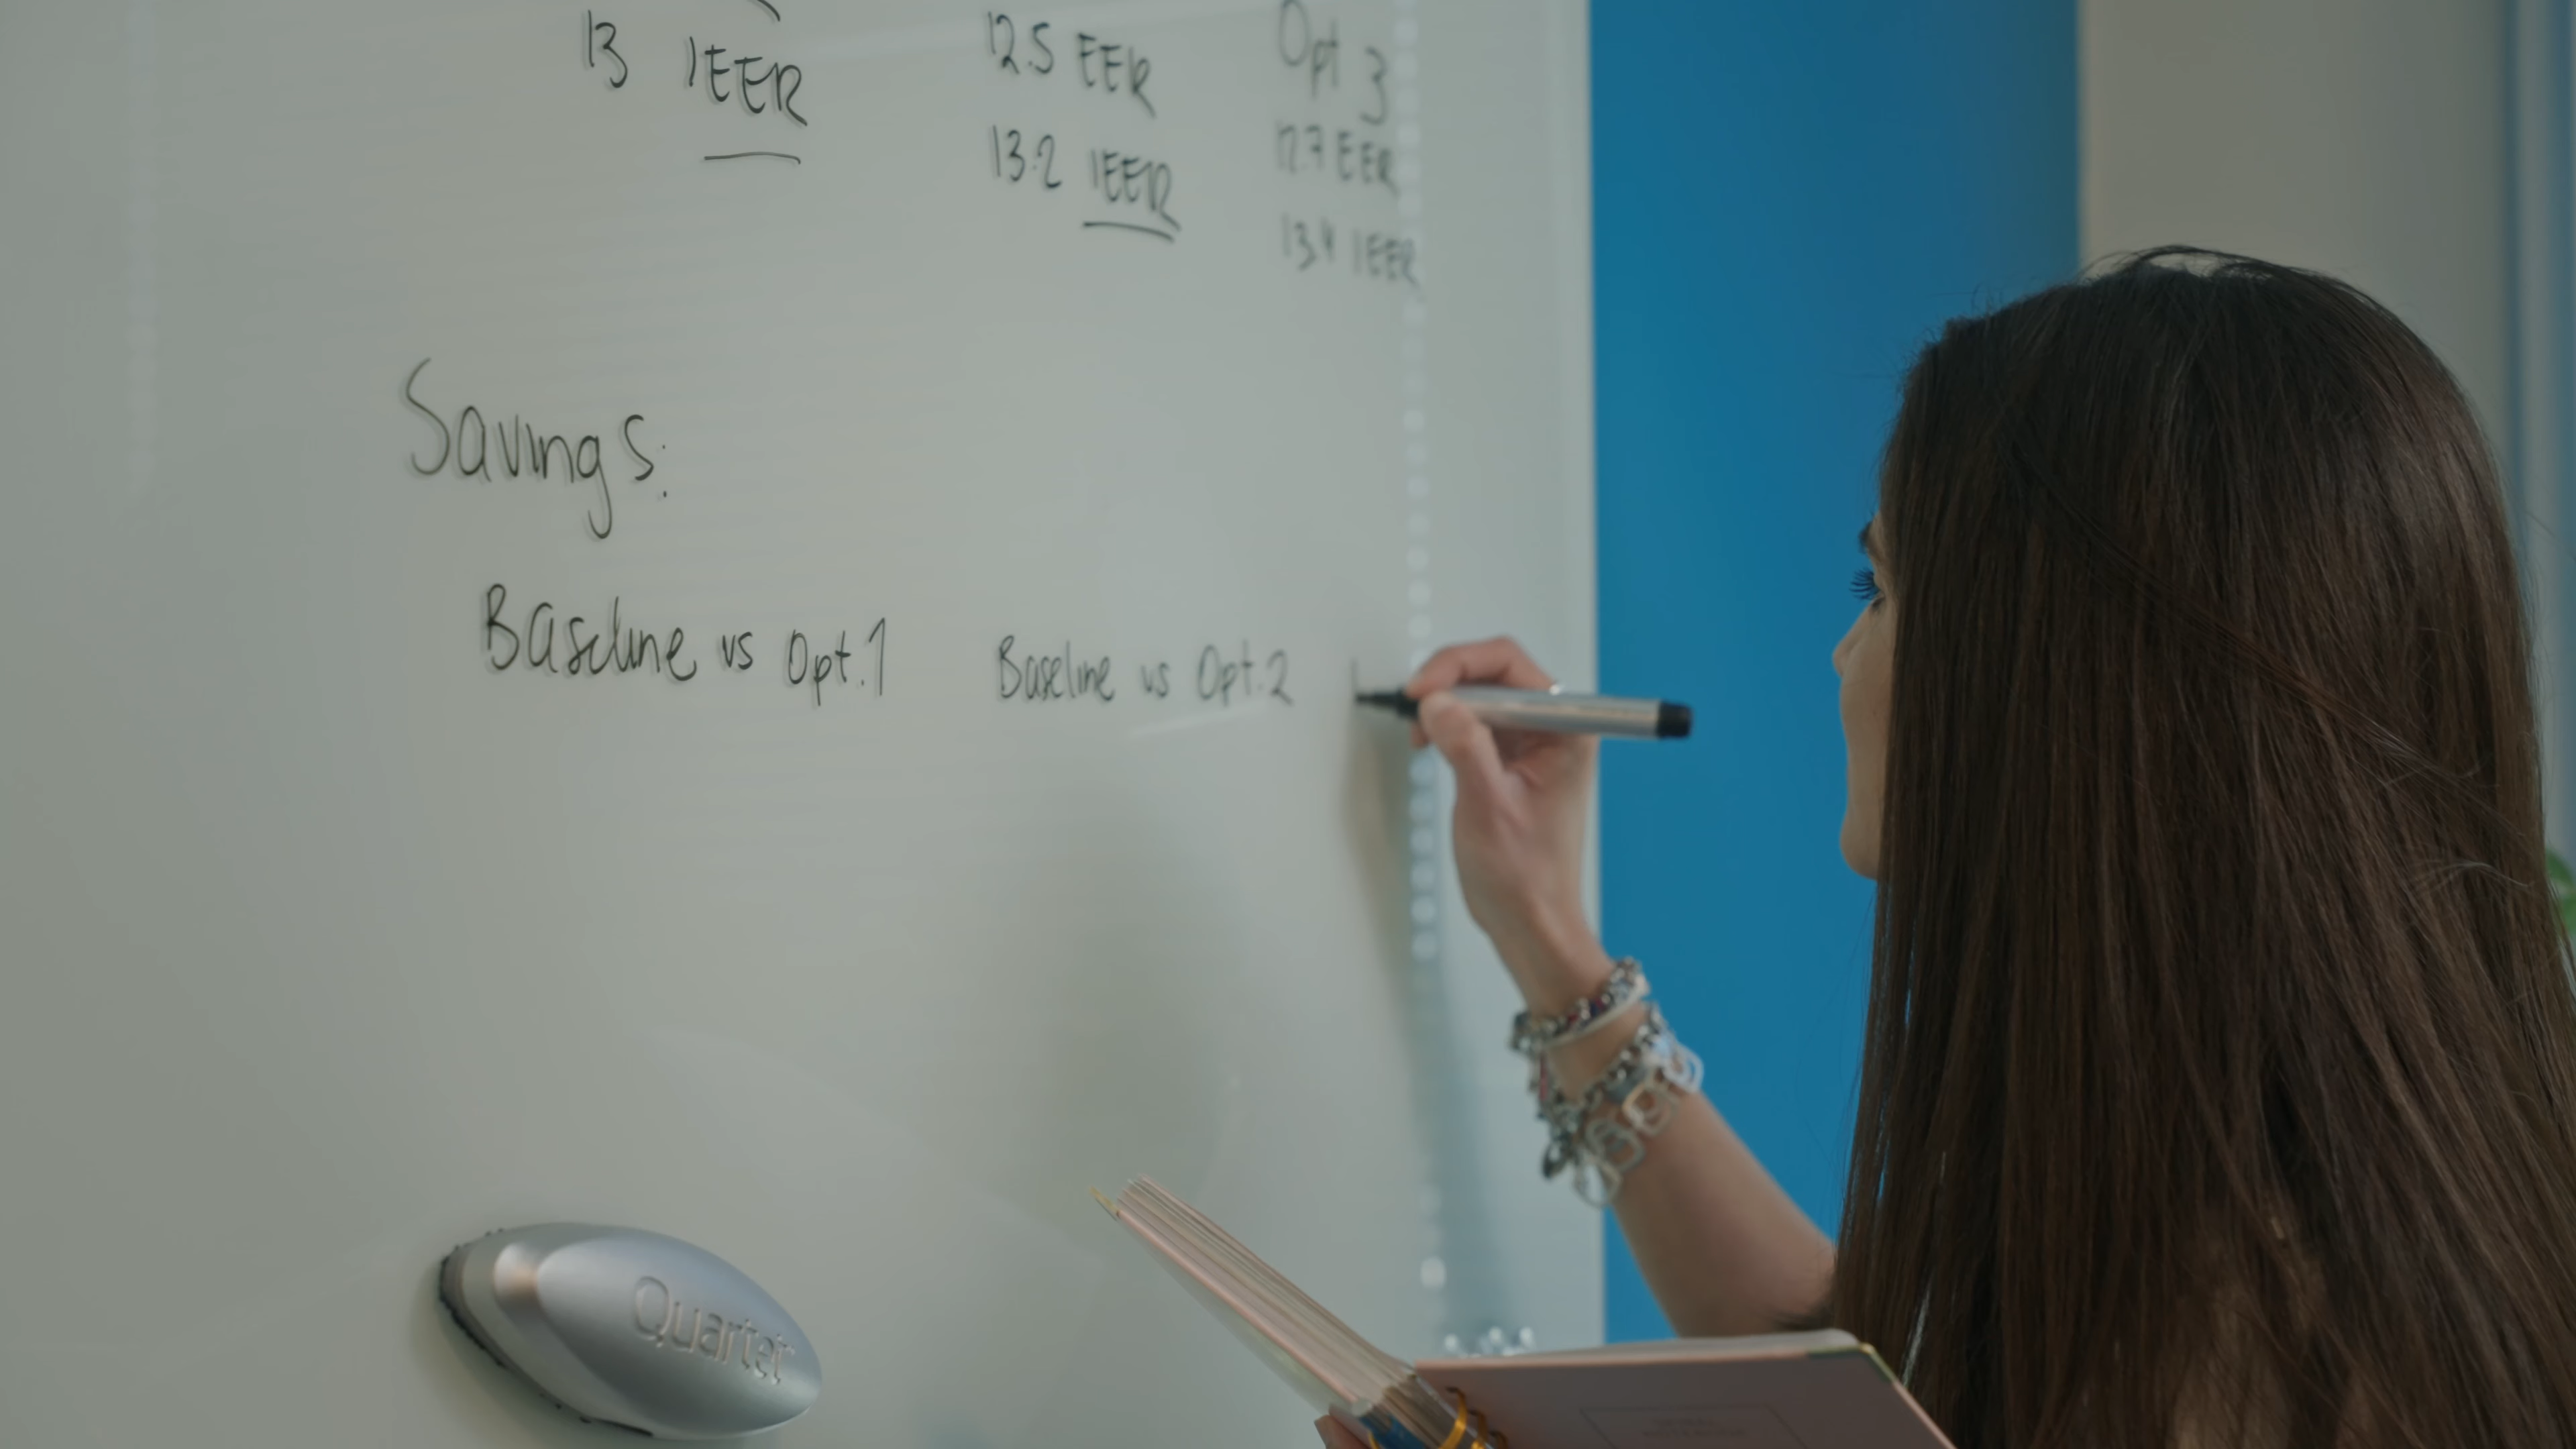 13 IEER
12.5 EER
13.2 IEER
Opt 3
12.7 EER
13.4 IEER
Savings:
Baseline vs Opt.1
Baseline vs Opt.2
Quartet